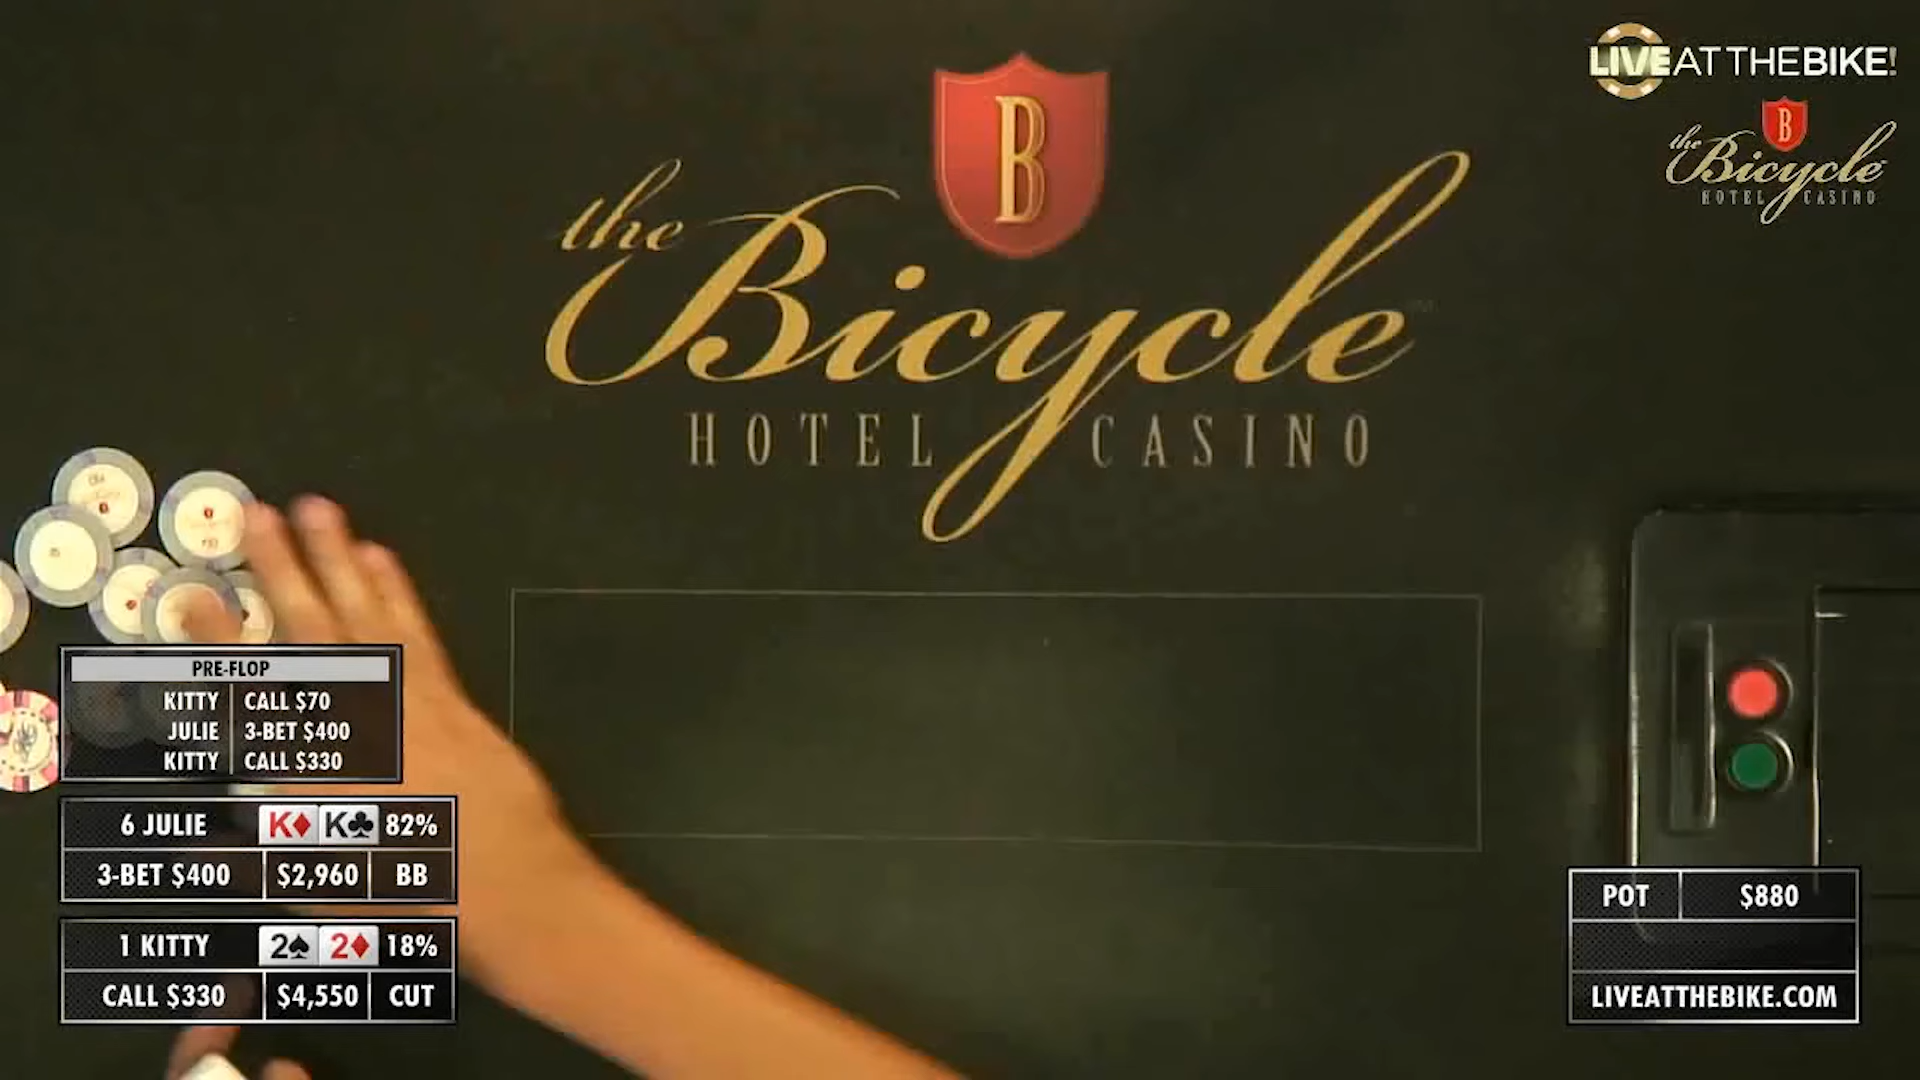 LIVEATTHEBIKE!
B
the Bicycle
HOTEL CASINO
B
the Bicycle
HOTEL CASINO
PRE-FLOP
KITTY CALL $70
JULIE 3-BET $400
KITTY CALL $330
6 JULIE K♦ K♣ 82%
3-BET $400 $2,960 BB
1 KITTY 2♠ 2♦ 18%
CALL $330 $4,550 CUT
POT $880
LIVEATTHEBIKE.COM